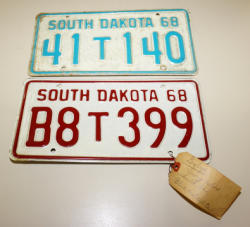 SOUTH DAKOTA 68
41 T 140
SOUTH DAKOTA 68
B8 T 399